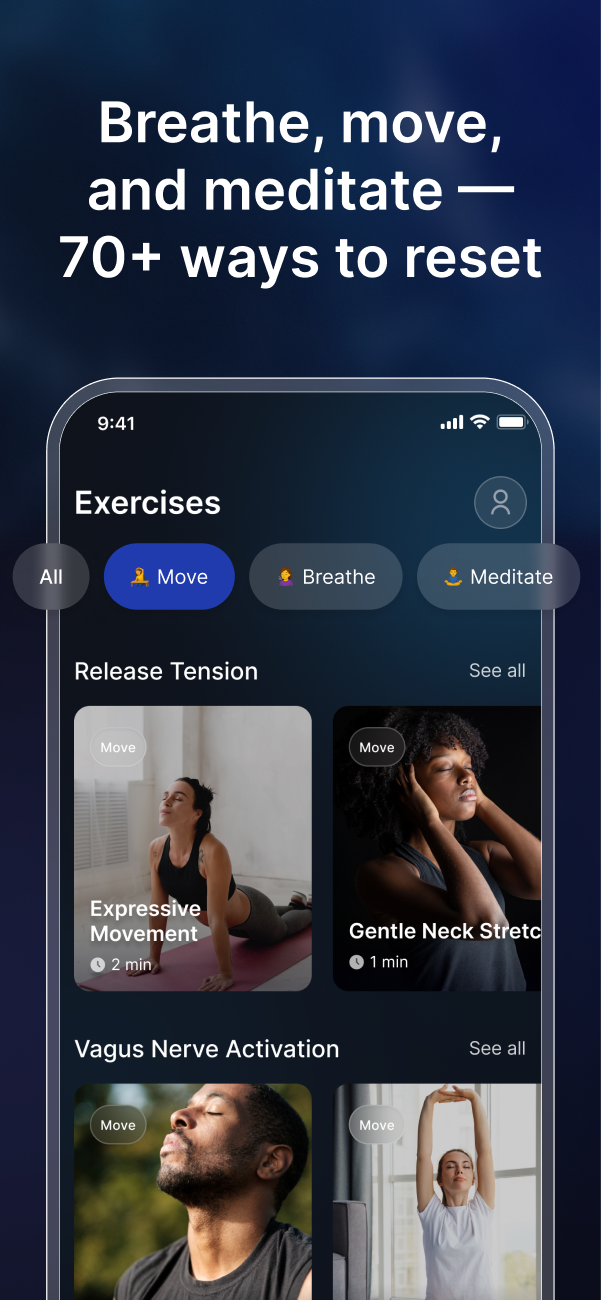 Breathe, move,
and meditate —
70+ ways to reset
9:41
Exercises
All
Move
Breathe
Meditate
Release Tension
See all
Move
Expressive
Movement
2 min
Move
Gentle Neck Stretc
1 min
Vagus Nerve Activation
See all
Move
Move